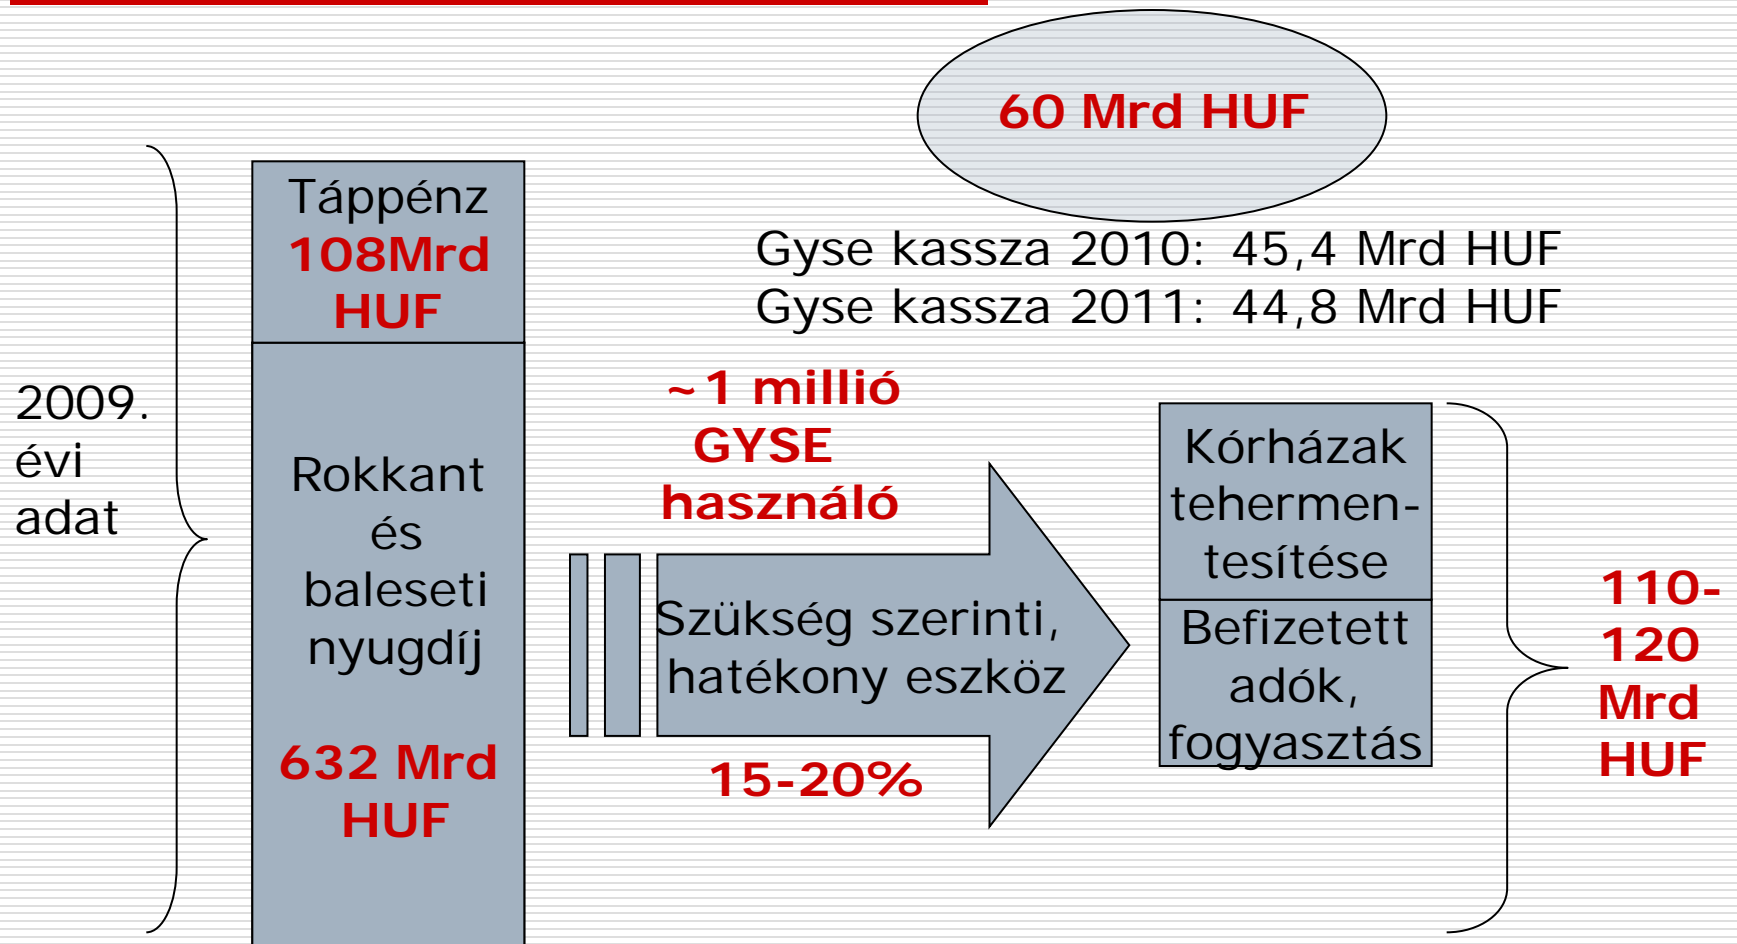 60 Mrd HUF
Gyse kassza 2010: 45,4 Mrd HUF
Gyse kassza 2011: 44,8 Mrd HUF
2009.
évi
adat
Táppénz
108Mrd
HUF
Rokkant
és
baleseti
nyugdíj
632 Mrd
HUF
~1 millió
GYSE
használó
Szükség szerinti,
hatékony eszköz
15-20%
Kórházak
tehermen-
tesítése
Befizetett
adók,
fogyasztás
110-
120
Mrd
HUF